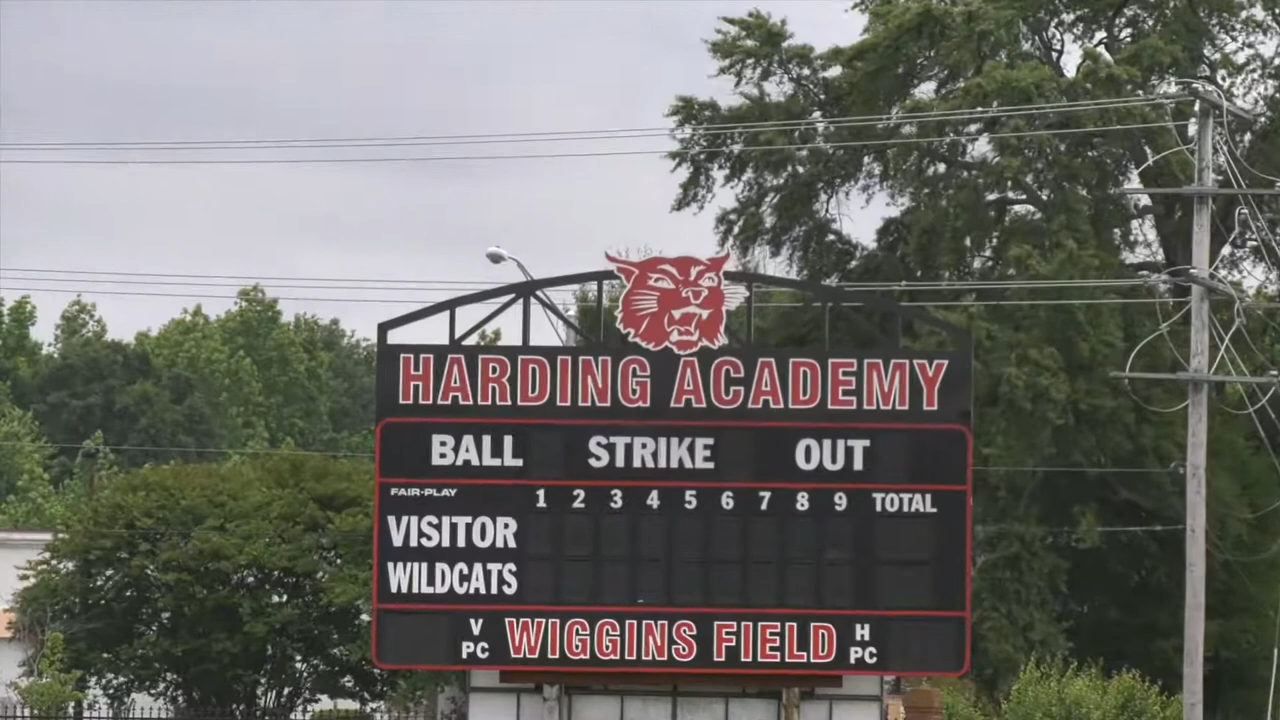 HARDING ACADEMY
BALL STRIKE OUT
FAIR-PLAY 1 2 3 4 5 6 7 8 9 TOTAL
VISITOR
WILDCATS
V PC WIGGINS FIELD H PC